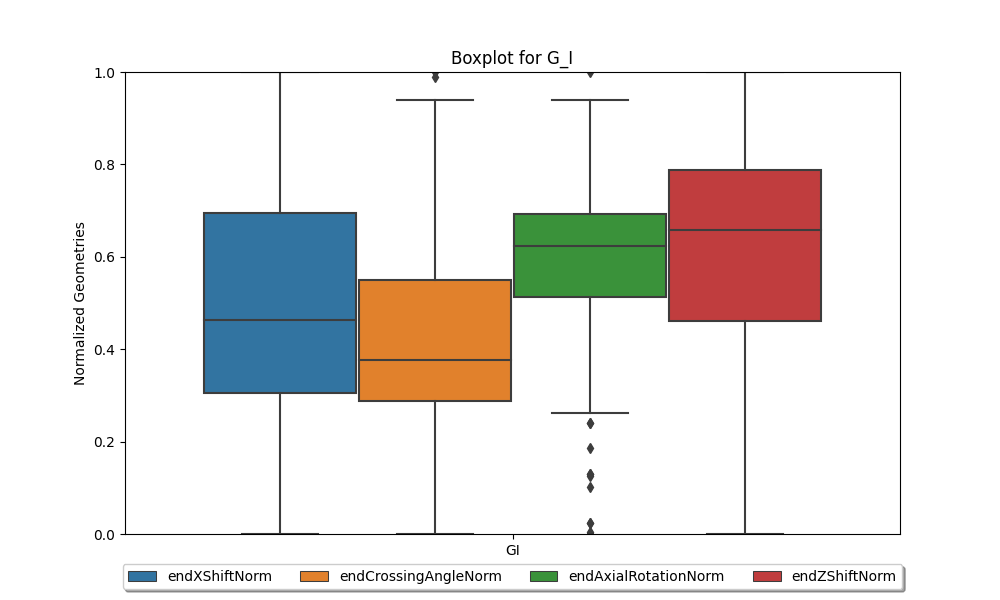 Boxplot for G_I
1.0
0.8
0.6
0.4
0.2
0.0
Normalized Geometries
GI
endXShiftNorm endCrossingAngleNorm endAxialRotationNorm endZShiftNorm